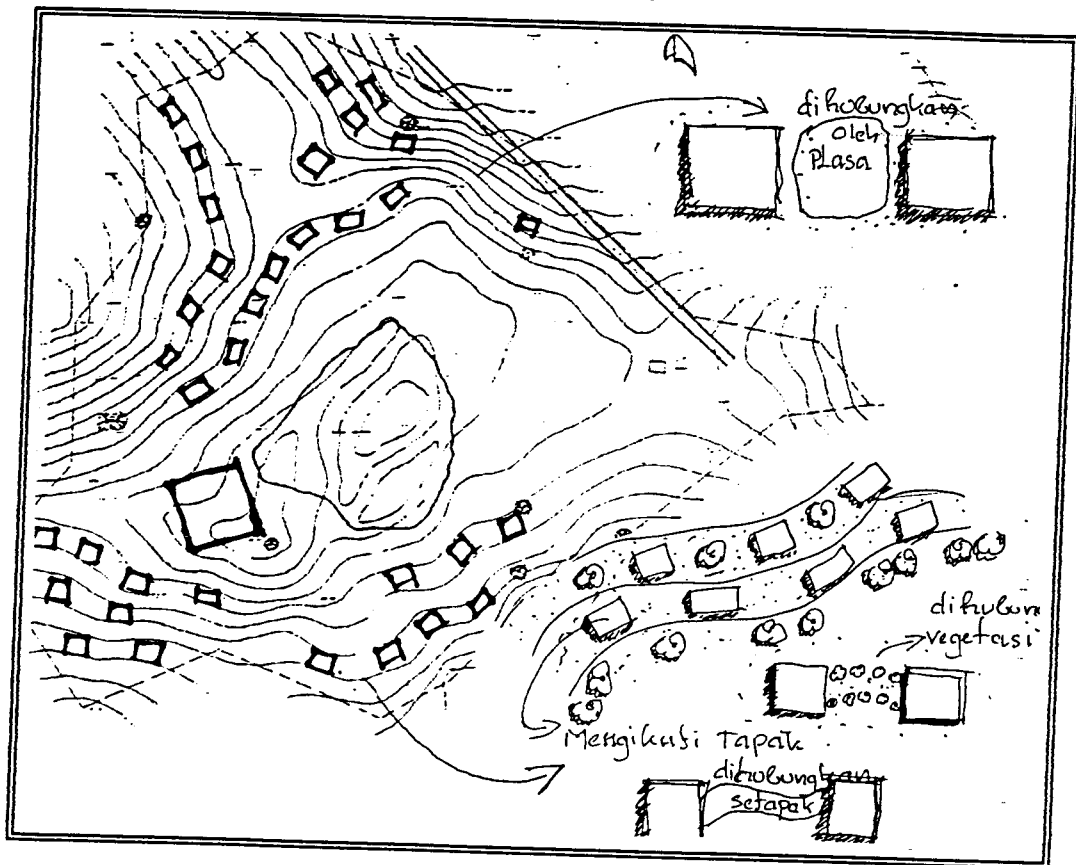 dihubungkan
oleh
Plasa
dihubun
vegetasi
Mengikuti Tapak
dihubungkan
setapak